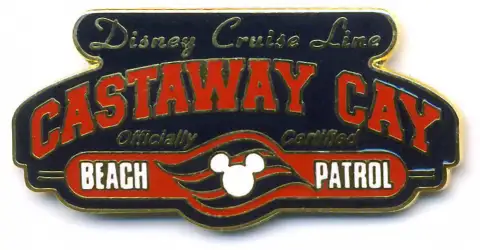 Disney Cruise Line
CASTAWAY CAY
Officially Certified
BEACH PATROL